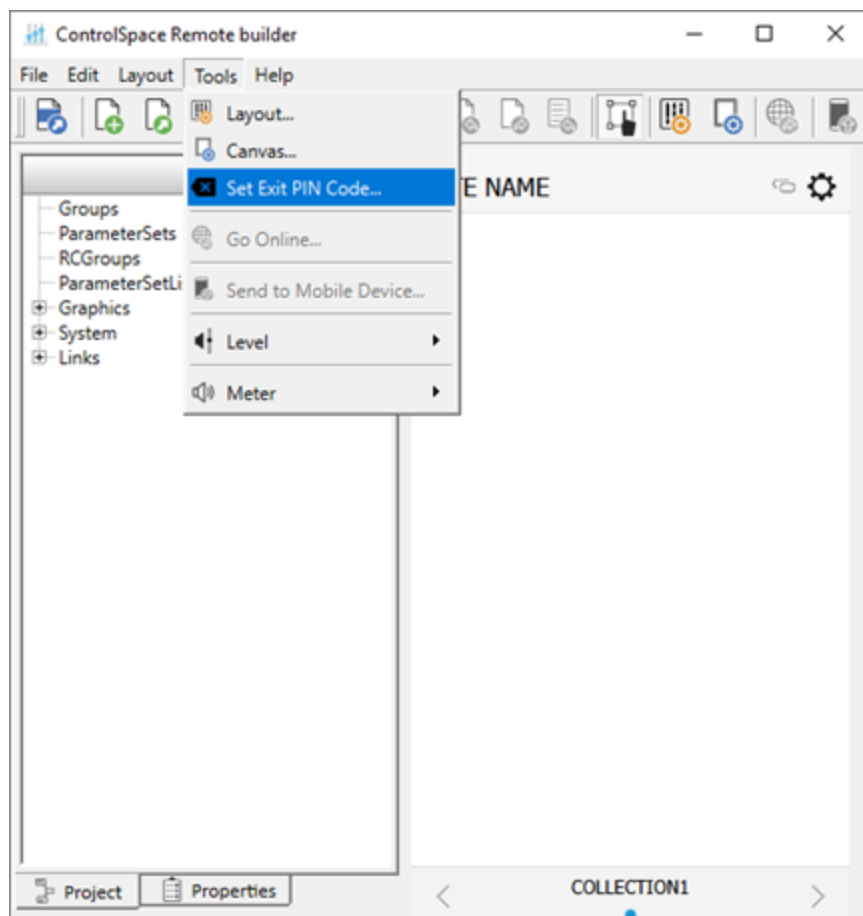 ControlSpace Remote builder
File Edit Layout Tools Help
Layout...
Canvas...
Set Exit PIN Code...
Go Online...
Send to Mobile Device...
Level
Meter
NAME
Groups
ParameterSets
RCGroups
Graphics
System
Links
Project Properties
COLLECTION1